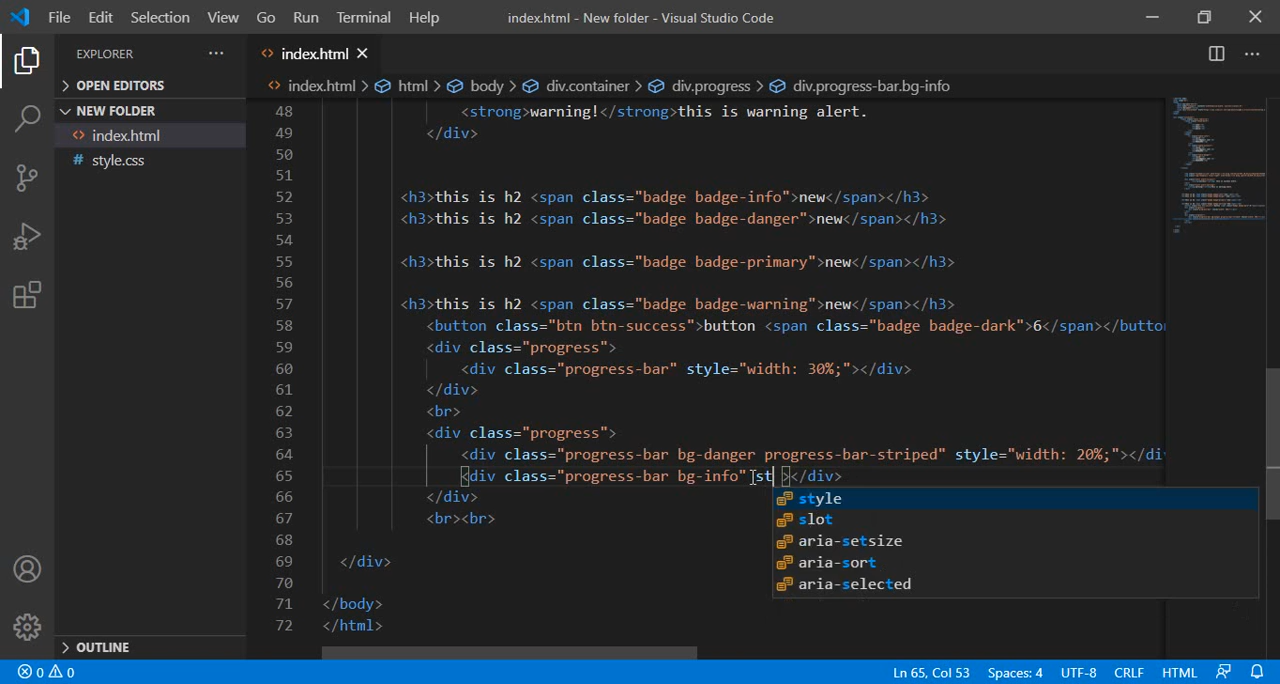 File Edit Selection View Go Run Terminal Help index.html - New folder - Visual Studio Code
EXPLORER
index.html
OPEN EDITORS
index.html > html > body > div.container > div.progress > div.progress-bar.bg-info
NEW FOLDER
index.html
# style.css
48 <strong>warning!</strong>this is warning alert.
49 </div>
50
51
52 <h3>this is h2 <span class="badge badge-info">new</span></h3>
53 <h3>this is h2 <span class="badge badge-danger">new</span></h3>
54
55 <h3>this is h2 <span class="badge badge-primary">new</span></h3>
56
57 <h3>this is h2 <span class="badge badge-warning">new</span></h3>
58 <button class="btn btn-success">button <span class="badge badge-dark">6</span></button
59 <div class="progress">
60 <div class="progress-bar" style="width: 30%;"></div>
61 </div>
62 <br>
63 <div class="progress">
64 <div class="progress-bar bg-danger progress-bar-striped" style="width: 20%;"></div
65 <div class="progress-bar bg-info" st ></div>
66 </div>
style
67 <br><br>
slot
68
aria-setsize
69 </div>
aria-sort
70
aria-selected
71 </body>
72 </html>
OUTLINE
0 0 Ln 65, Col 53 Spaces: 4 UTF-8 CRLF HTML